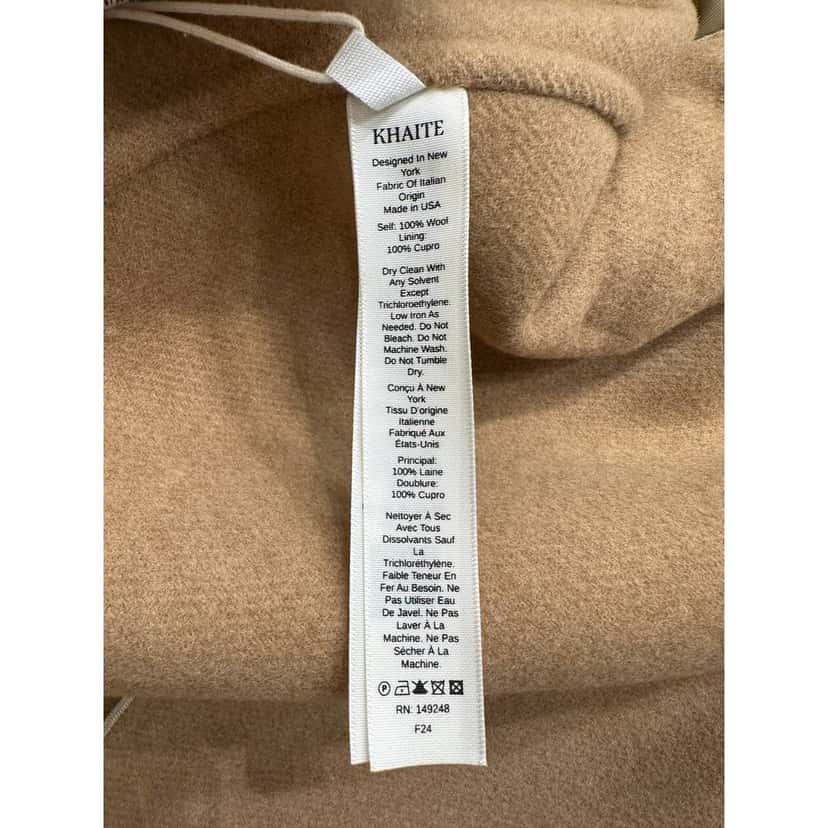 KHAITE
Designed In New
York
Fabric Of Italian
Origin
Made in USA
Self: 100% Wool
Lining:
100% Cupro
Dry Clean With
Any Solvent
Except
Trichloroethylene.
Low Iron As
Needed. Do Not
Bleach. Do Not
Machine Wash.
Do Not Tumble
Dry.
Conçu À New
York
Tissu D'origine
Italienne
Fabriqué Aux
États-Unis
Principal:
100% Laine
Doublure:
100% Cupro
Nettoyer À Sec
Avec Tous
Dissolvants Sauf
La
Trichloréthylène.
Faible Teneur En
Fer Au Besoin. Ne
Pas Utiliser Eau
De Javel. Ne Pas
Laver À La
Machine. Ne Pas
Sécher À La
Machine.
P
RN: 149248
F24